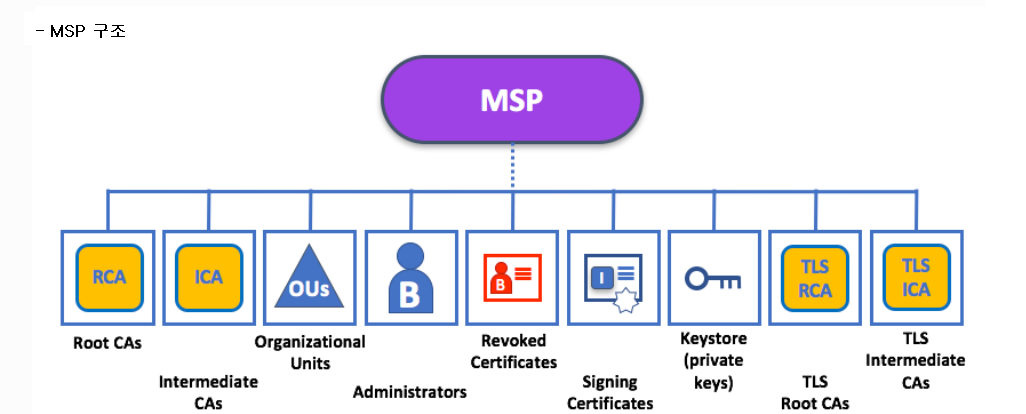 - MSP 구조
MSP
RCA
ICA
OUs
B
B
I
TLS
RCA
TLS
ICA
Root CAs
Intermediate
CAs
Organizational
Units
Administrators
Revoked
Certificates
Signing
Certificates
Keystore
(private
keys)
TLS
Root CAs
TLS
Intermediate
CAs